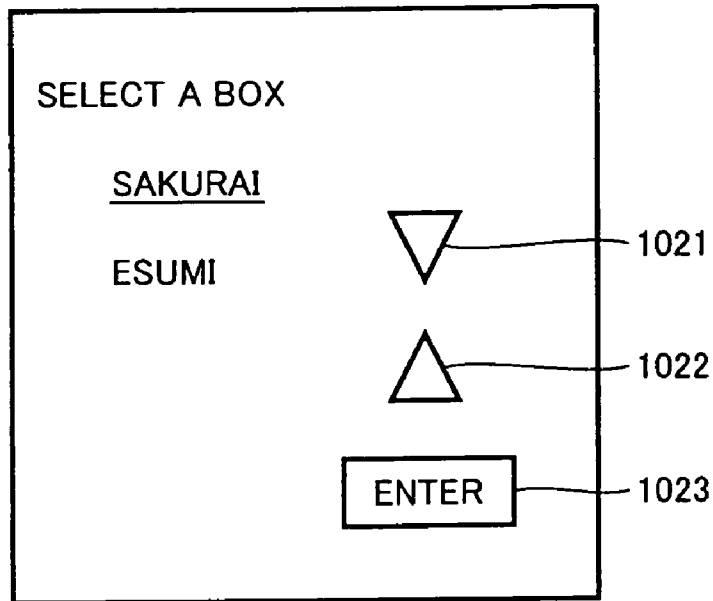 SELECT A BOX
SAKURAI
1021
ESUMI
1022
ENTER
1023